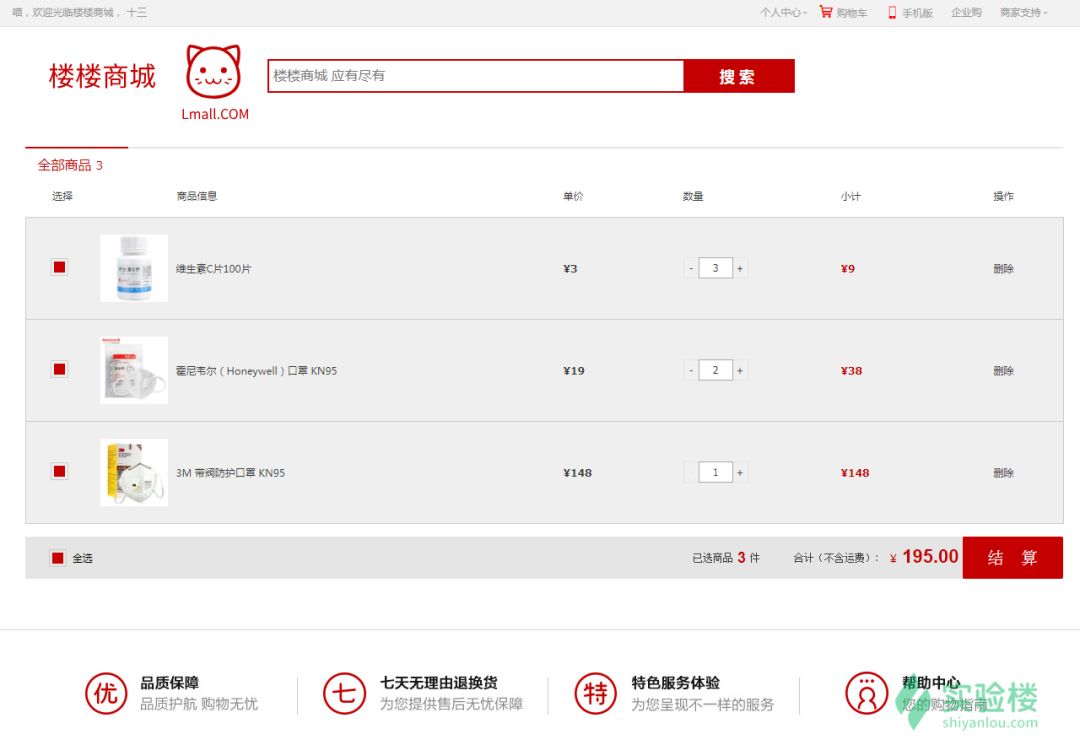 喵，欢迎光临楼楼商城， 十三
个人中心 购物车 手机版 企业购 商家支持
楼楼商城
Lmall.COM
楼楼商城 应有尽有
搜索
全部商品 3
选择 商品信息 单价 数量 小计 操作
维生素C片100片 ¥3 - 3 + ¥9 删除
霍尼韦尔（Honeywell）口罩 KN95 ¥19 - 2 + ¥38 删除
3M 带阀防护口罩 KN95 ¥148 - 1 + ¥148 删除
全选 已选商品 3 件 合计（不含运费）： ¥ 195.00 结 算
优 品质保障
品质护航 购物无忧
七 七天无理由退换货
为您提供售后无忧保障
特 特色服务体验
为您呈现不一样的服务
帮助中心
您的购物指南
实验楼
shiyanlou.com